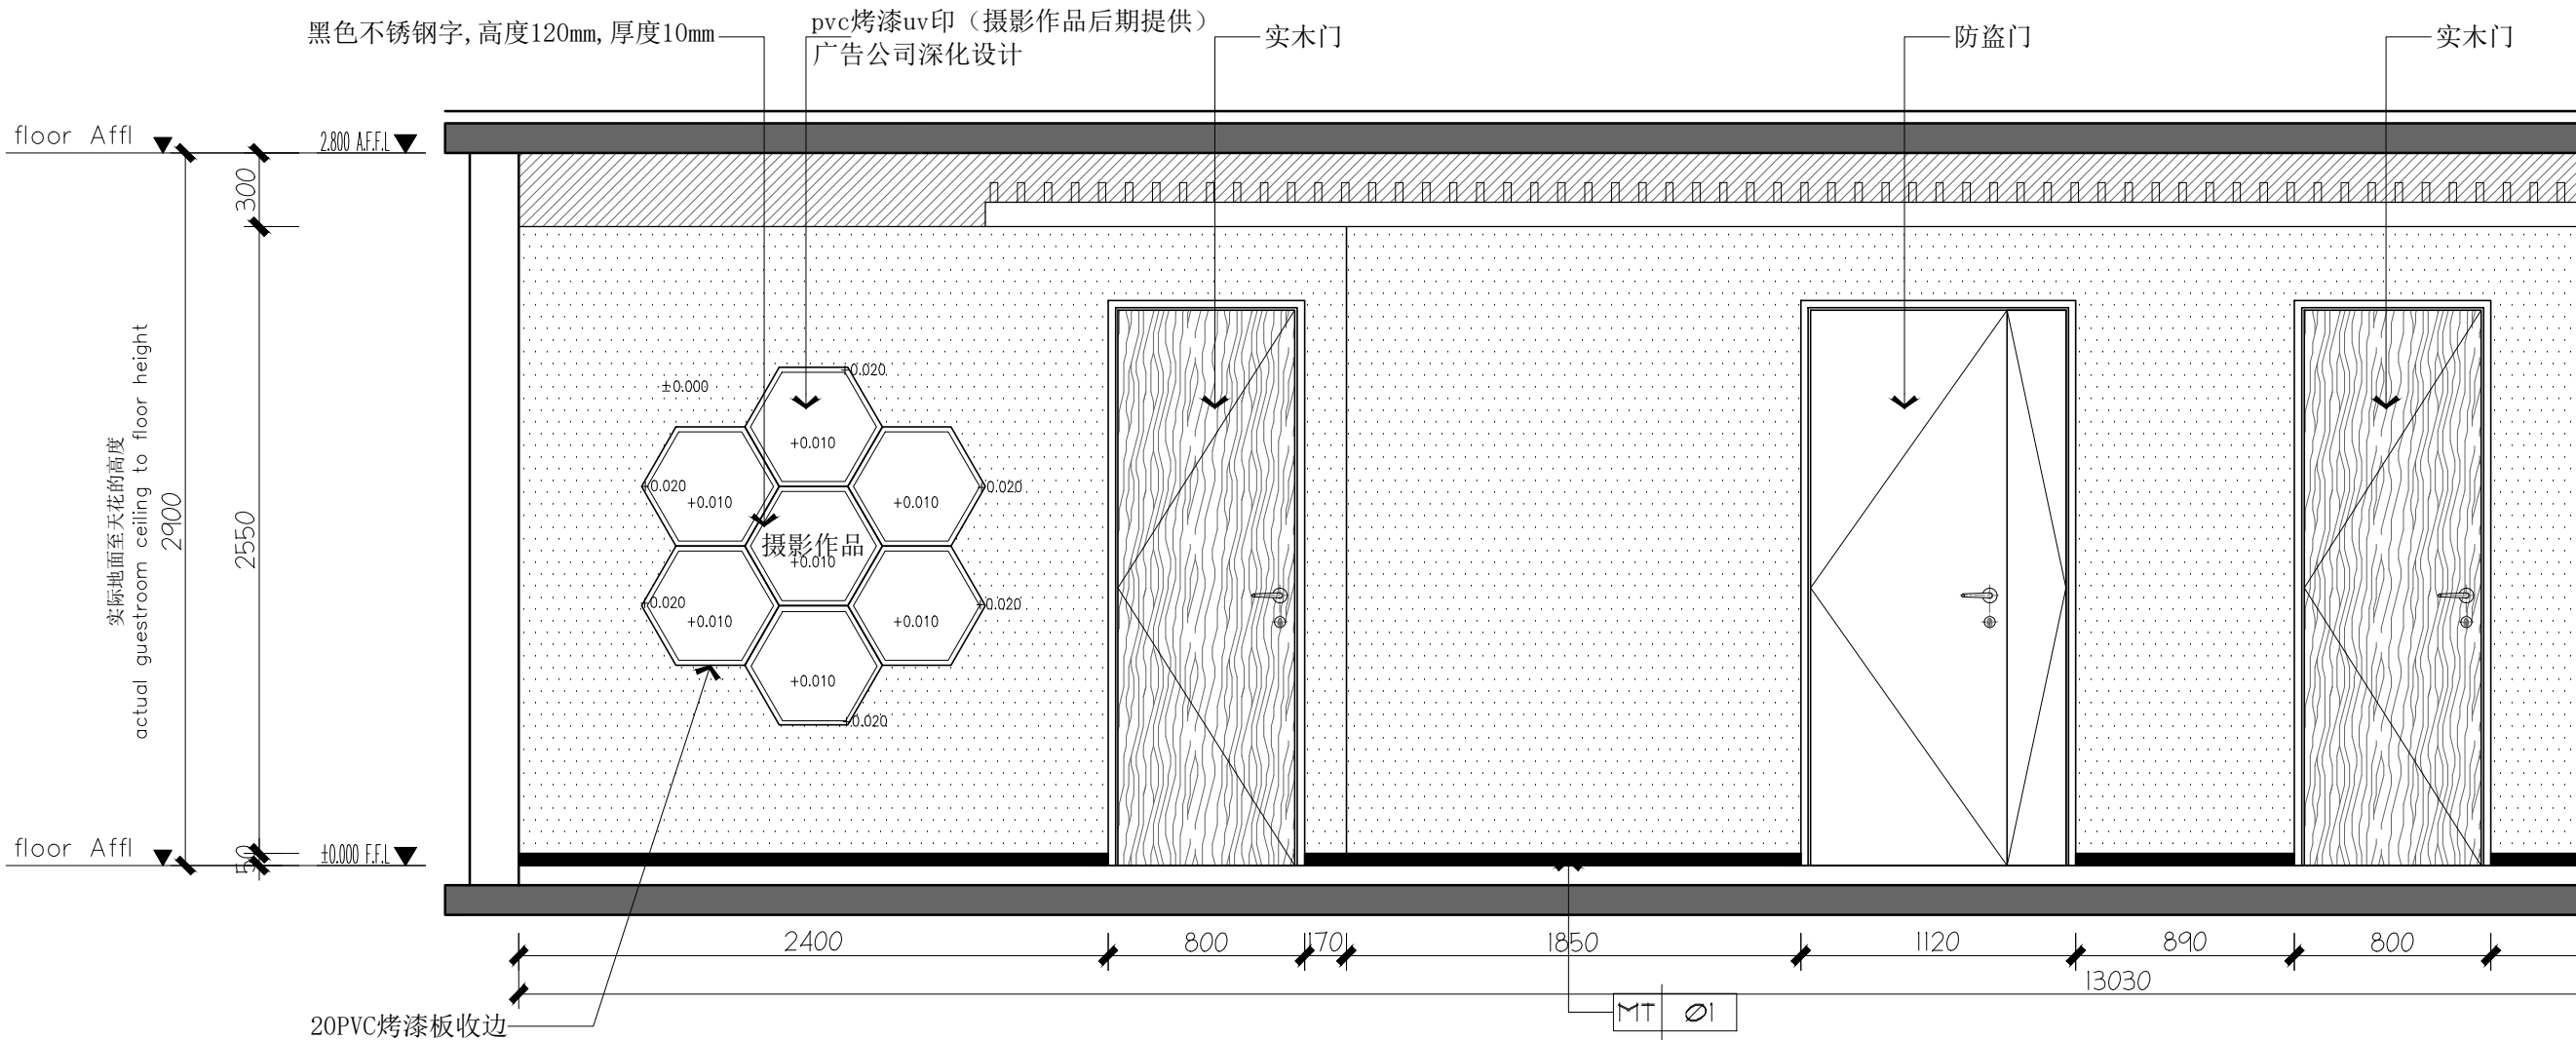 黑色不锈钢字,高度120mm,厚度10mm
pvc烤漆uv印（摄影作品后期提供）
广告公司深化设计
实木门
防盗门
实木门
floor Affl
2.800 A.F.F.L
300
实际地面至天花的高度
actual guestroom ceiling to floor height
2900
2550
±0.000
+0.020
+0.010
+0.020
+0.010
+0.010
+0.020
摄影作品
+0.010
+0.020
+0.010
+0.010
+0.020
+0.010
+0.020
floor Affl
±0.000 F.F.L
50
2400
800
170
1850
1120
890
800
13030
MT Ø1
20PVC烤漆板收边